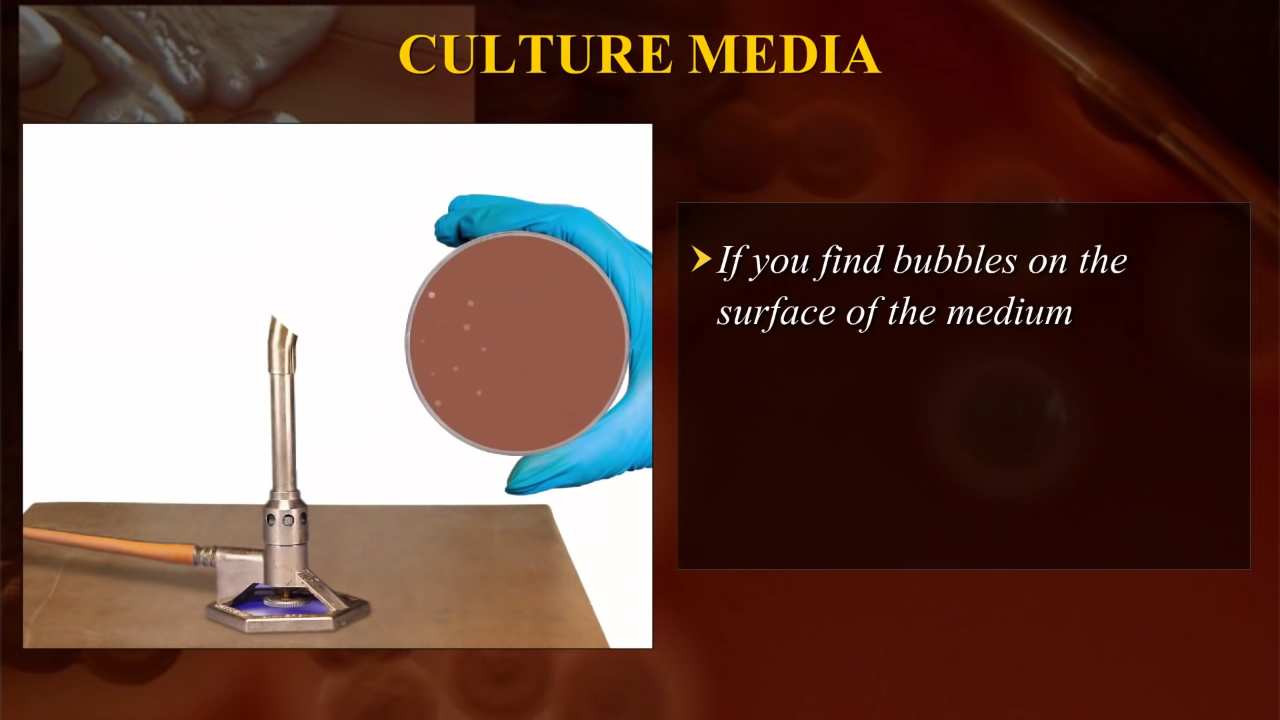 CULTURE MEDIA
If you find bubbles on the
surface of the medium